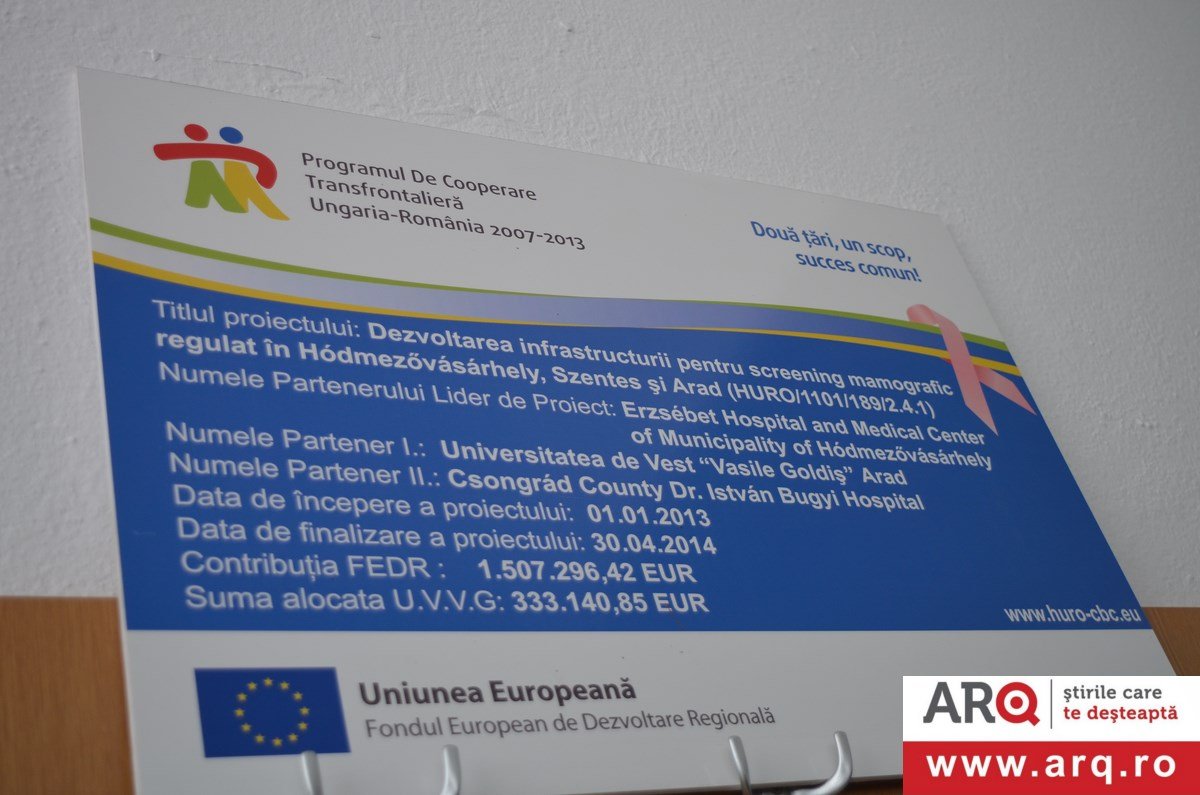 Programul De Cooperare
Transfrontalieră
Ungaria-România 2007-2013
Două țări, un scop,
succes comun!
Titlul proiectului: Dezvoltarea infrastructurii pentru screening mamografic
regulat în Hódmezővásárhely, Szentes și Arad (HURO/1101/189/2.4.1)
Numele Partenerului Lider de Proiect: Erzsébet Hospital and Medical Center
of Municipality of Hódmezővásárhely
Numele Partener I.: Universitatea de Vest “Vasile Goldiş” Arad
Numele Partener II.: Csongrád County Dr. István Bugyi Hospital
Data de începere a proiectului: 01.01.2013
Data de finalizare a proiectului: 30.04.2014
Contribuția FEDR : 1.507.296,42 EUR
Suma alocata U.V.V.G: 333.140,85 EUR
www.huro-cbc.eu
Uniunea Europeană
Fondul European de Dezvoltare Regională
ARQ știrile care
te deșteaptă
www.arq.ro